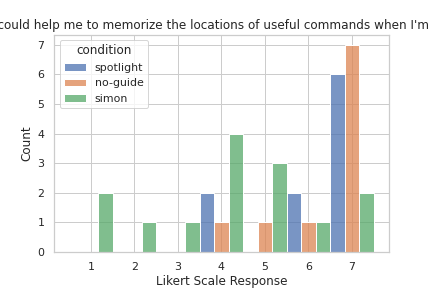 could help me to memorize the locations of useful commands when I'm
condition
spotlight
no-guide
simon
Count
7
6
5
4
3
2
1
0
1 2 3 4 5 6 7
Likert Scale Response